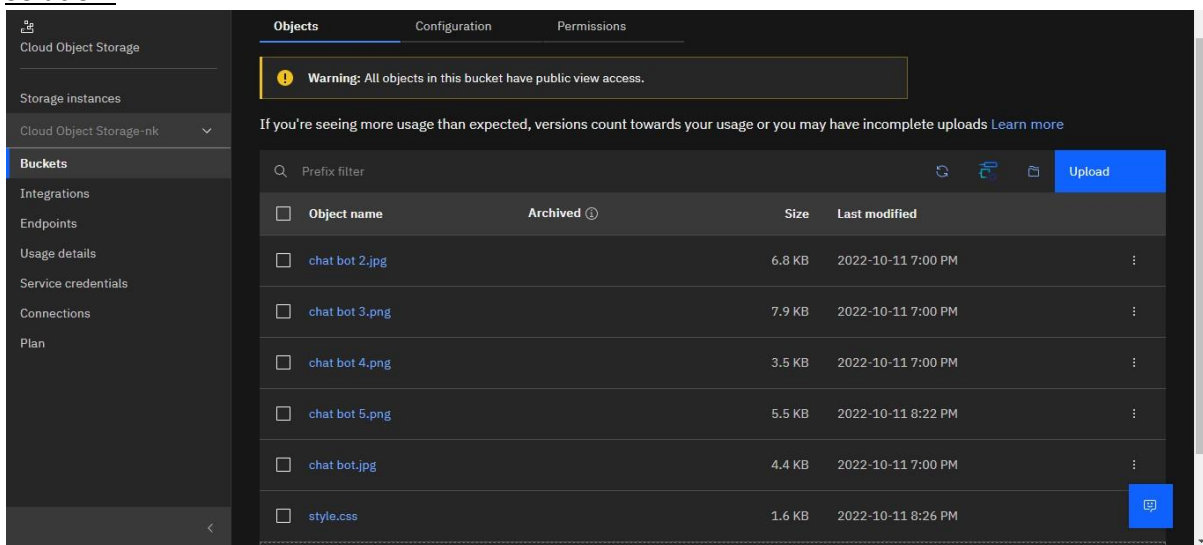 Cloud Object Storage
Storage instances
Cloud Object Storage-nk
Buckets
Integrations
Endpoints
Usage details
Service credentials
Connections
Plan
Objects Configuration Permissions
Warning: All objects in this bucket have public view access.
If you're seeing more usage than expected, versions count towards your usage or you may have incomplete uploads Learn more
Prefix filter Upload
Object name Archived Size Last modified
chat bot 2.jpg 6.8 KB 2022-10-11 7:00 PM
chat bot 3.png 7.9 KB 2022-10-11 7:00 PM
chat bot 4.png 3.5 KB 2022-10-11 7:00 PM
chat bot 5.png 5.5 KB 2022-10-11 8:22 PM
chat bot.jpg 4.4 KB 2022-10-11 7:00 PM
style.css 1.6 KB 2022-10-11 8:26 PM